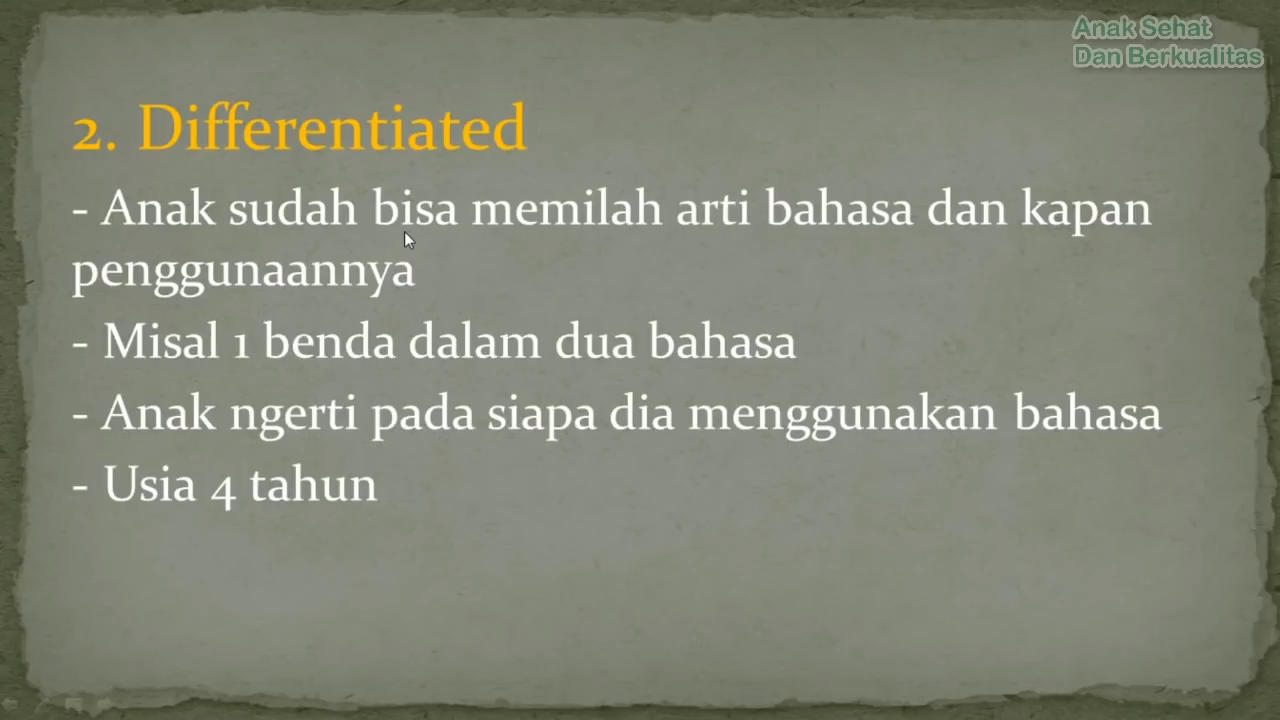 Anak Sehat
Dan Berkualitas
2. Differentiated
- Anak sudah bisa memilah arti bahasa dan kapan
penggunaannya
- Misal 1 benda dalam dua bahasa
- Anak ngerti pada siapa dia menggunakan bahasa
- Usia 4 tahun